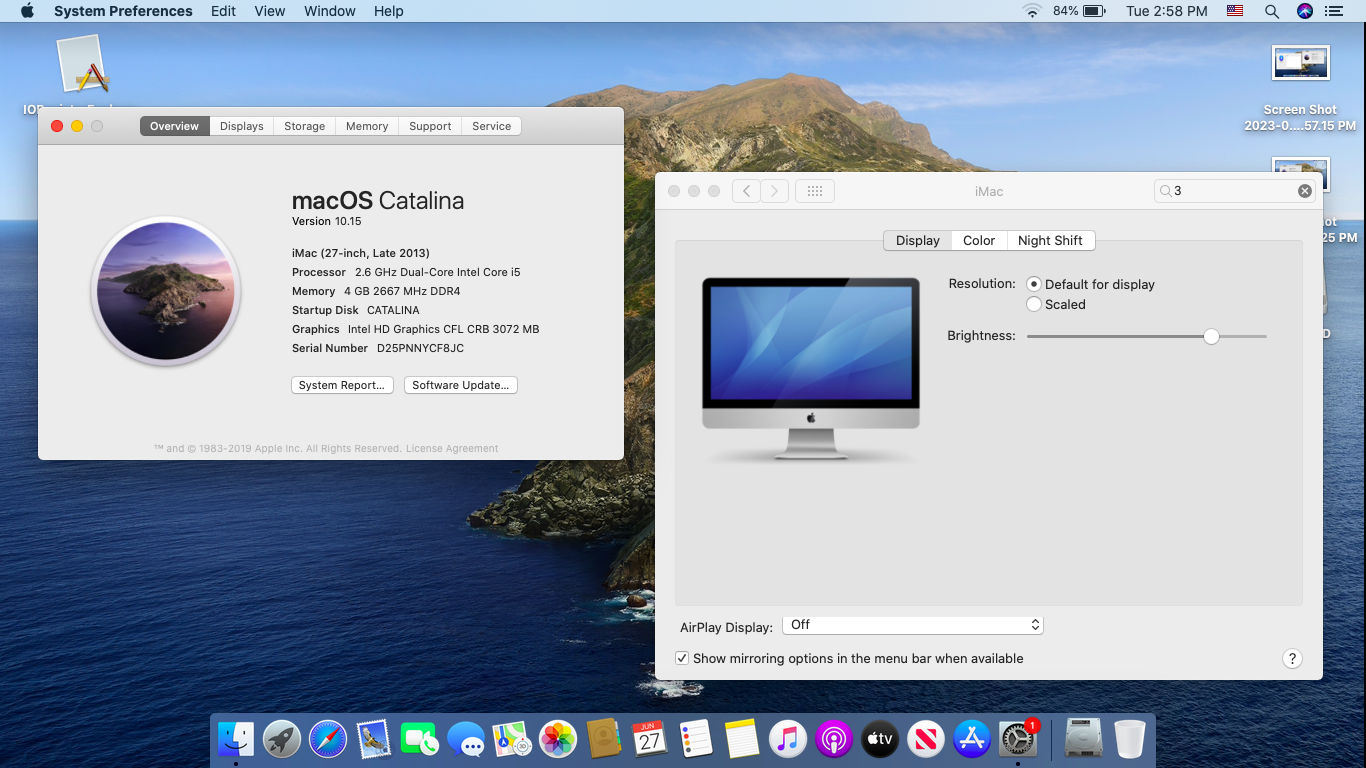 System Preferences Edit View Window Help 84% Tue 2:58 PM
Screen Shot
2023-0....57.15 PM
25 PM
Overview Displays Storage Memory Support Service
macOS Catalina
Version 10.15
iMac (27-inch, Late 2013)
Processor 2.6 GHz Dual-Core Intel Core i5
Memory 4 GB 2667 MHz DDR4
Startup Disk CATALINA
Graphics Intel HD Graphics CFL CRB 3072 MB
Serial Number D25PNNYCF8JC
System Report... Software Update...
™ and © 1983-2019 Apple Inc. All Rights Reserved. License Agreement
iMac
3
Display Color Night Shift
Resolution: Default for display
Scaled
Brightness:
AirPlay Display: Off
Show mirroring options in the menu bar when available
?
JUN
27
tv
1